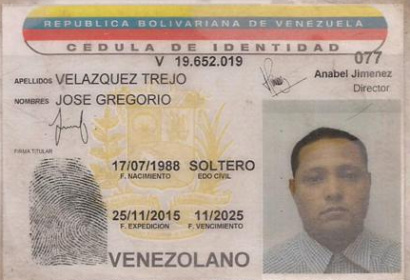 REPUBLICA BOLIVARIANA DE VENEZUELA
CEDULA DE IDENTIDAD
V 19.652.019
077
APELLIDOS VELAZQUEZ TREJO
Anabel Jimenez
Director
NOMBRES JOSE GREGORIO
FIRMA TITULAR
17/07/1988 SOLTERO
F. NACIMIENTO EDO CIVIL
25/11/2015 11/2025
F. EXPEDICION F. VENCIMIENTO
VENEZOLANO